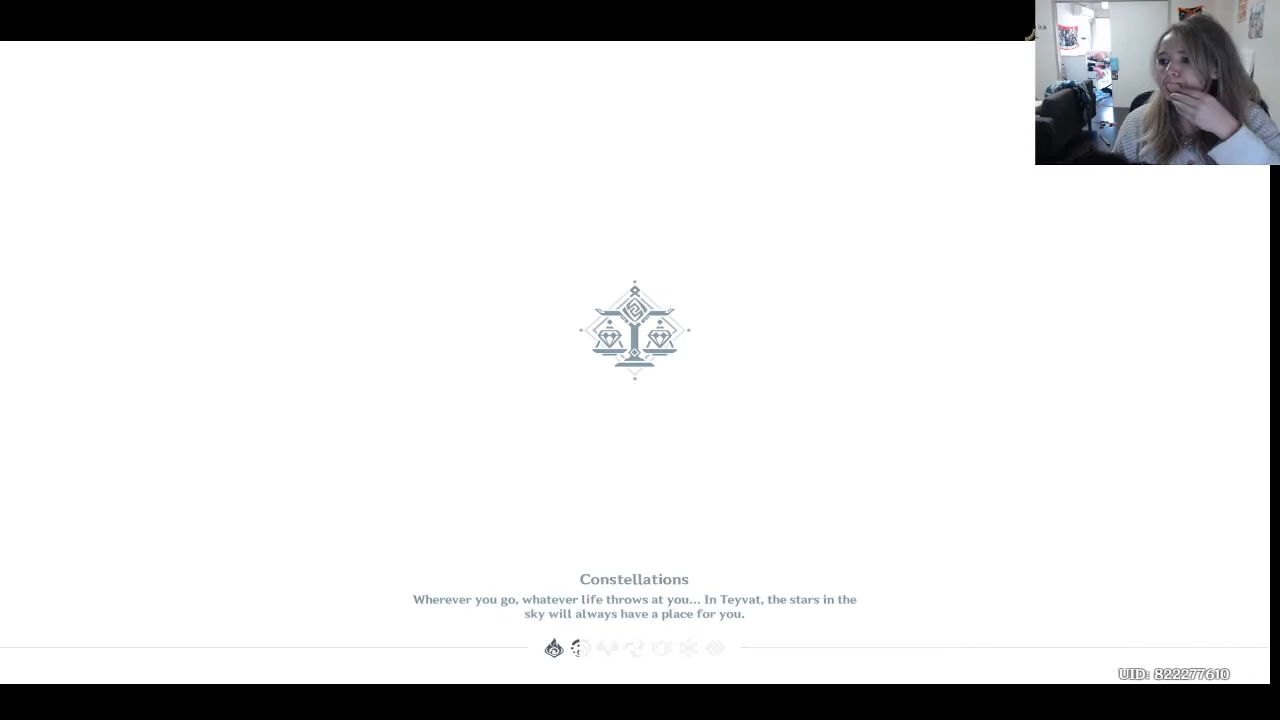 Constellations
Wherever you go, whatever life throws at you... In Teyvat, the stars in the
sky will always have a place for you.
UID: 822277610